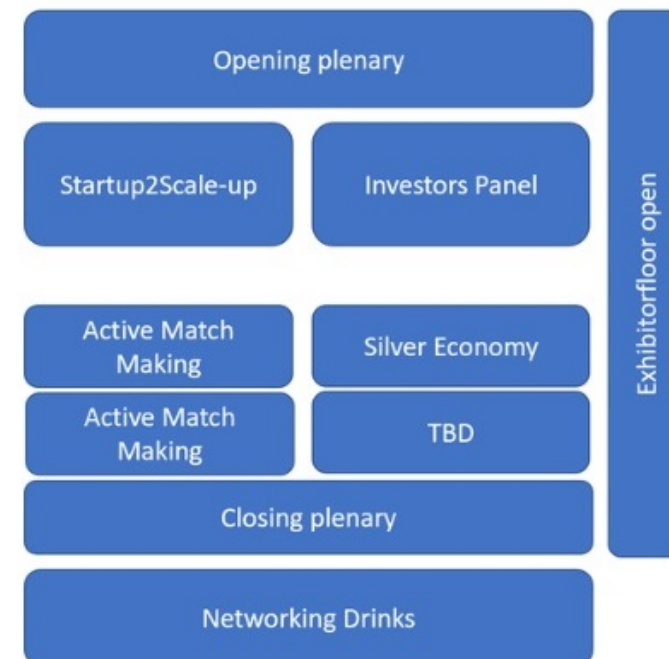 Opening plenary
Startup2Scale-up
Investors Panel
Active Match
Making
Silver Economy
Active Match
Making
TBD
Closing plenary
Networking Drinks
Exhibitorfloor open